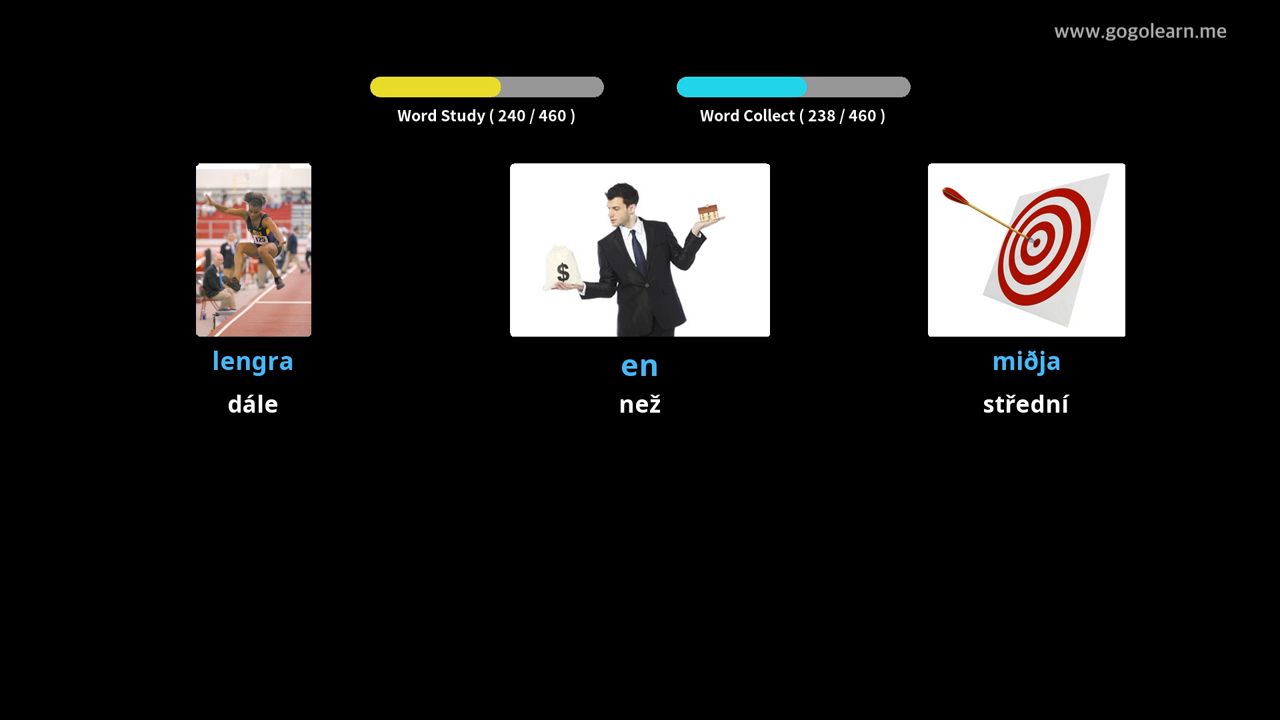 www.gogolearn.me
Word Study ( 240 / 460 )
Word Collect ( 238 / 460 )
$
lengra
en
miðja
dále
než
střední